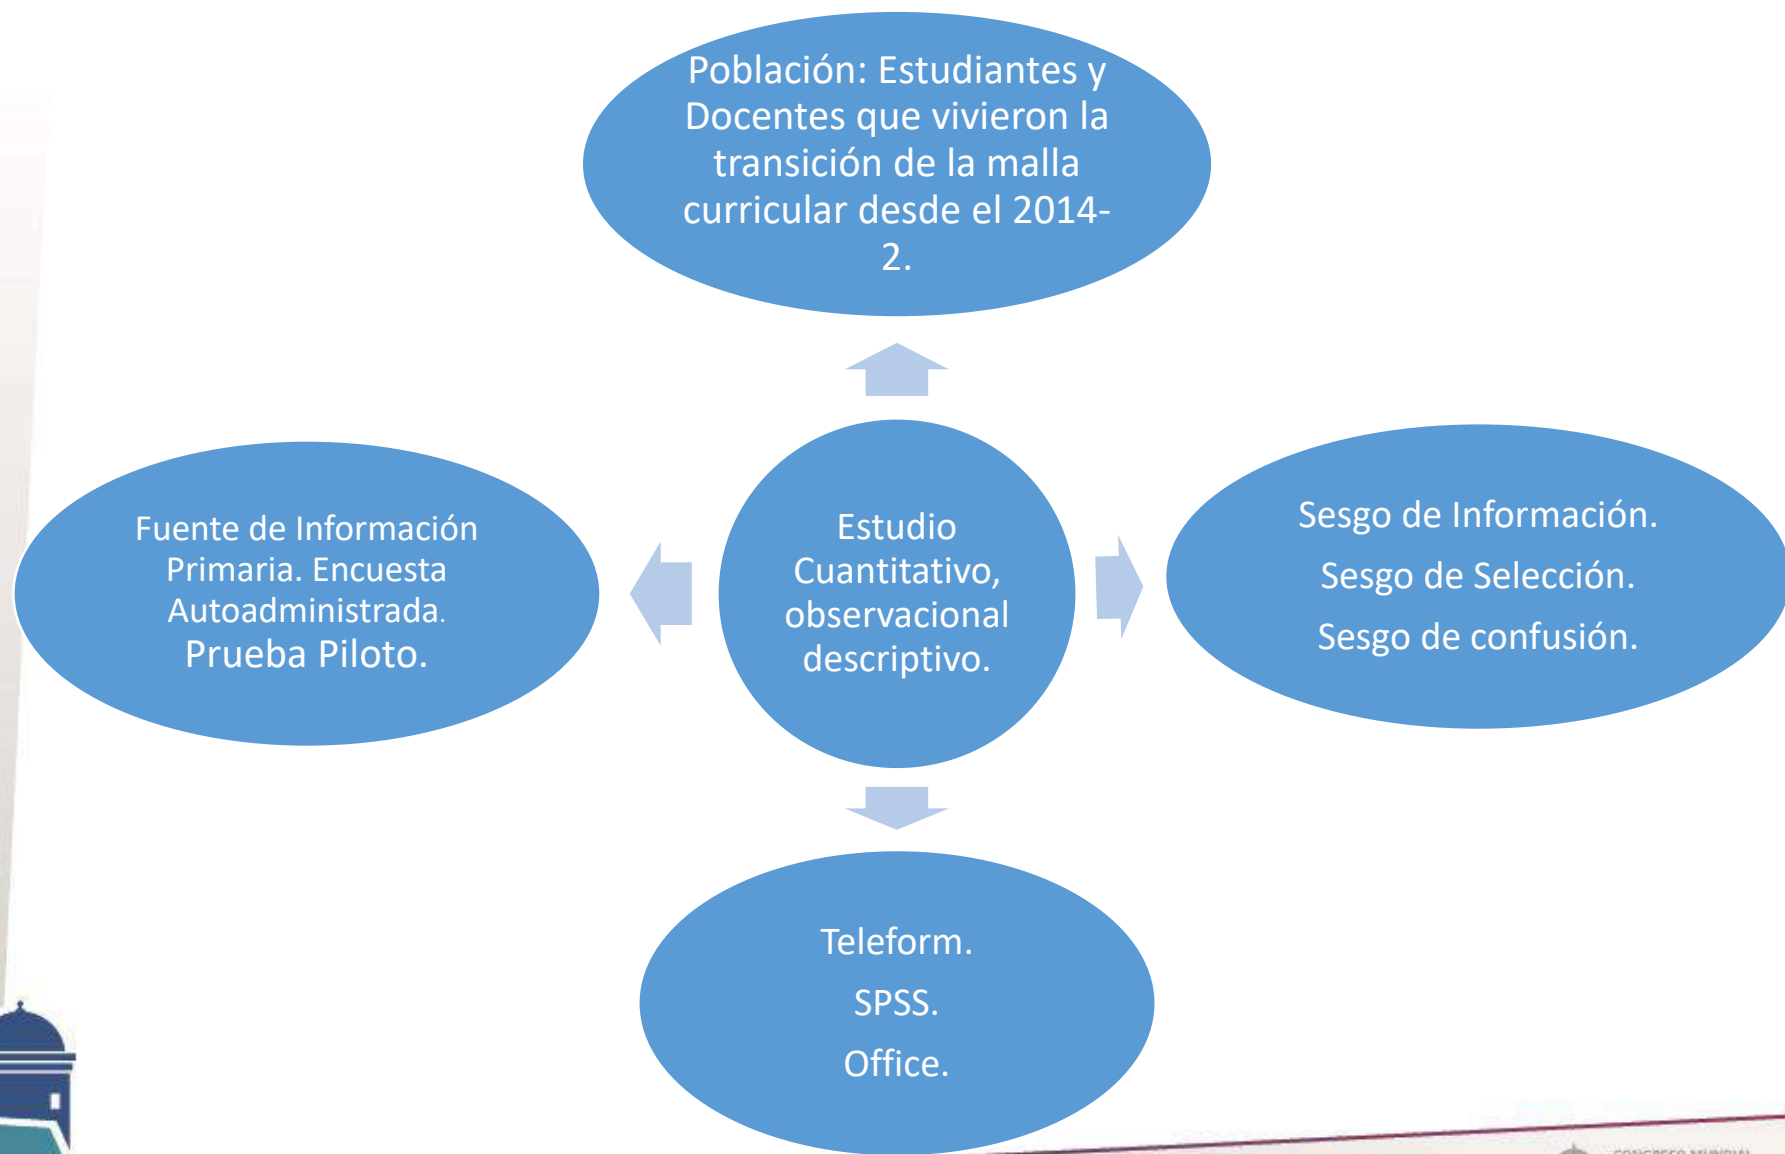 Población: Estudiantes y
Docentes que vivieron la
transición de la malla
curricular desde el 2014-
2.
Fuente de Información
Primaria. Encuesta
Autoadministrada.
Prueba Piloto.
Estudio
Cuantitativo,
observacional
descriptivo.
Sesgo de Información.
Sesgo de Selección.
Sesgo de confusión.
Teleform.
SPSS.
Office.
CONGRESO MUNDIAL